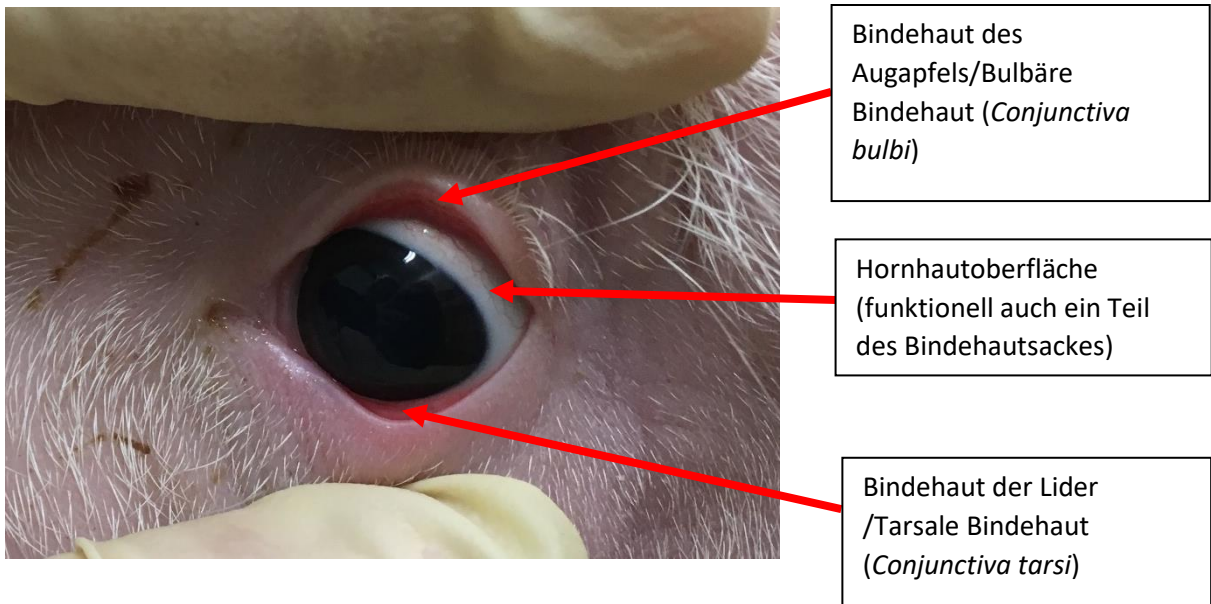 Bindehaut des
Augapfels/Bulbäre
Bindehaut (Conjunctiva
bulbi)
Hornhautoberfläche
(funktionell auch ein Teil
des Bindehautsackes)
Bindehaut der Lider
/Tarsale Bindehaut
(Conjunctiva tarsi)